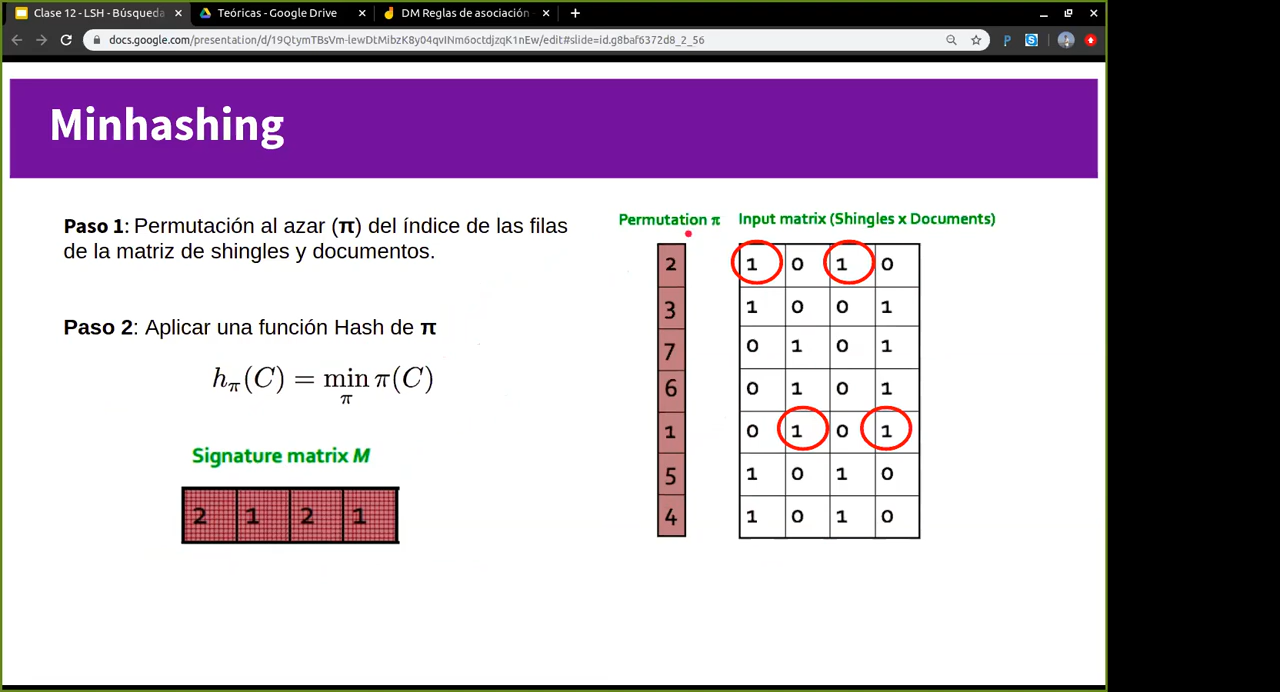 Clase 12 - LSH - Búsqueda
Teóricas - Google Drive
DM Reglas de asociación
docs.google.com/presentation/d/19QtymTBsVm-lewDtMibzK8y04qvINm6octdjzqK1nEw/edit#slide=id.g8baf6372d8_2_56
Minhashing
Paso 1: Permutación al azar (π) del índice de las filas
de la matriz de shingles y documentos.
Paso 2: Aplicar una función Hash de π
hπ(C) = min π(C)
π
Signature matrix M
2 1 2 1
Permutation π
Input matrix (Shingles x Documents)
2 1 0 1 0
3 1 0 0 1
7 0 1 0 1
6 0 1 0 1
1 0 1 0 1
5 1 0 1 0
4 1 0 1 0